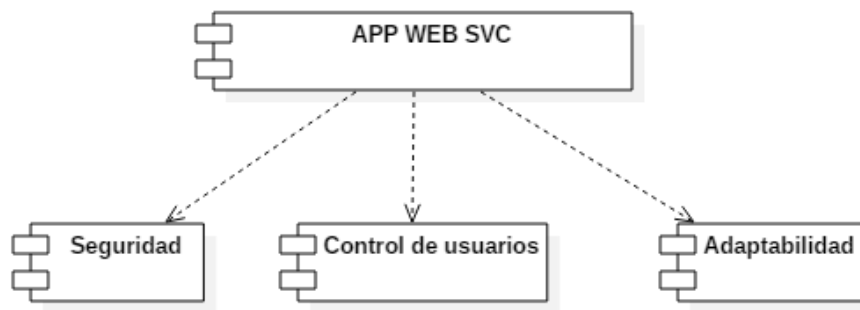 APP WEB SVC
Seguridad
Control de usuarios
Adaptabilidad